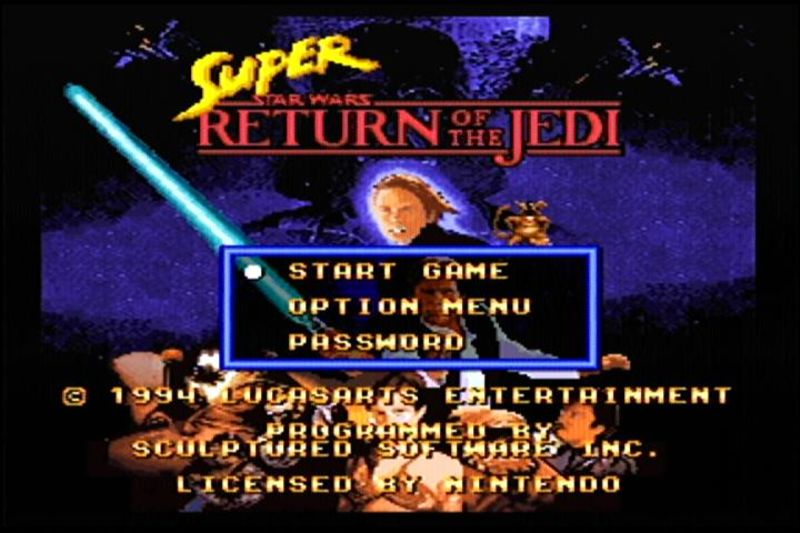 SUPER
STAR WARS
RETURN OF THE JEDI
START GAME
OPTION MENU
PASSWORD
© 1994 LUCASARTS ENTERTAINMENT
PROGRAMMED BY
SCULPTURED SOFTWARE INC.
LICENSED BY NINTENDO